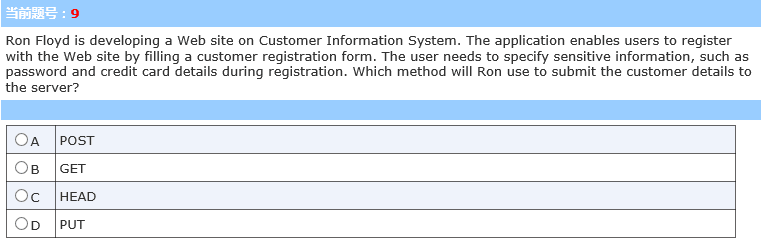 当前题号：9
Ron Floyd is developing a Web site on Customer Information System. The application enables users to register
with the Web site by filling a customer registration form. The user needs to specify sensitive information, such as
password and credit card details during registration. Which method will Ron use to submit the customer details to
the server?
A POST
B GET
C HEAD
D PUT